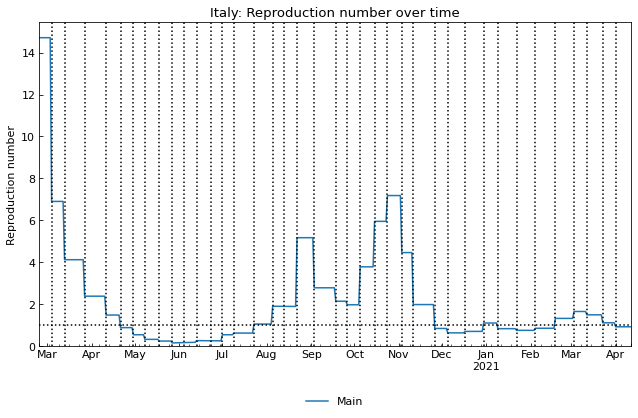 Italy: Reproduction number over time
Reproduction number
14
12
10
8
6
4
2
0
Mar Apr May Jun Jul Aug Sep Oct Nov Dec Jan Feb Mar Apr
2021
Main